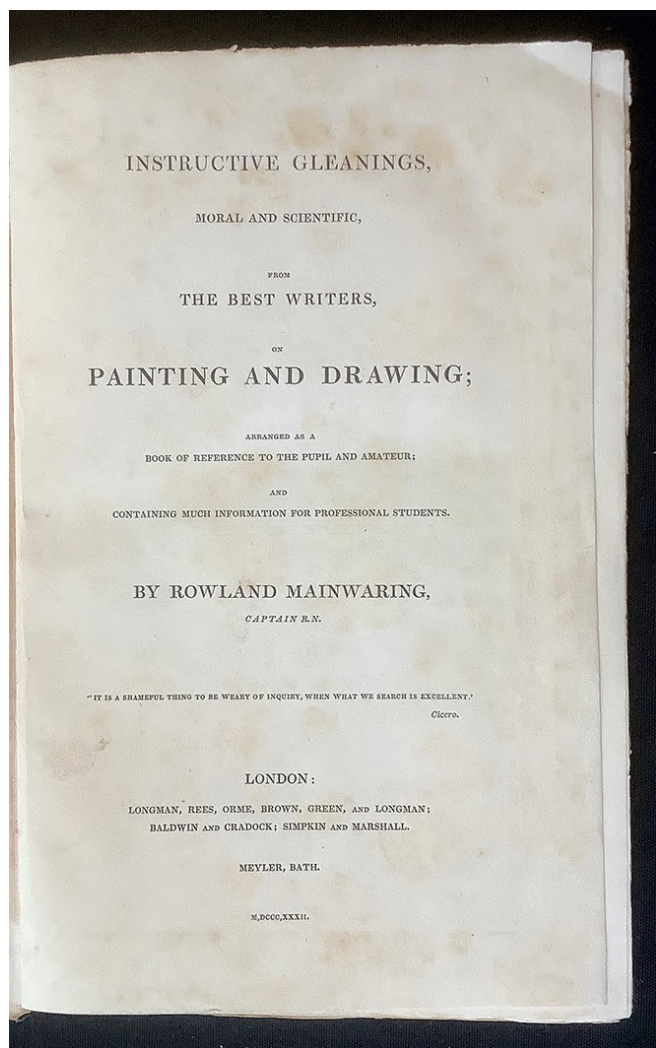 INSTRUCTIVE GLEANINGS,
MORAL AND SCIENTIFIC,
FROM
THE BEST WRITERS,
ON
PAINTING AND DRAWING;
ARRANGED AS A
BOOK OF REFERENCE TO THE PUPIL AND AMATEUR;
AND
CONTAINING MUCH INFORMATION FOR PROFESSIONAL STUDENTS.
BY ROWLAND MAINWARING,
CAPTAIN R.N.
"IT IS A SHAMEFUL THING TO BE WEARY OF INQUIRY, WHEN WHAT WE SEARCH IS EXCELLENT.'
Cicero.
LONDON:
LONGMAN, REES, ORME, BROWN, GREEN, AND LONGMAN;
BALDWIN AND CRADOCK; SIMPKIN AND MARSHALL.
MEYLER, BATH.
M,DCCC,XXXII.